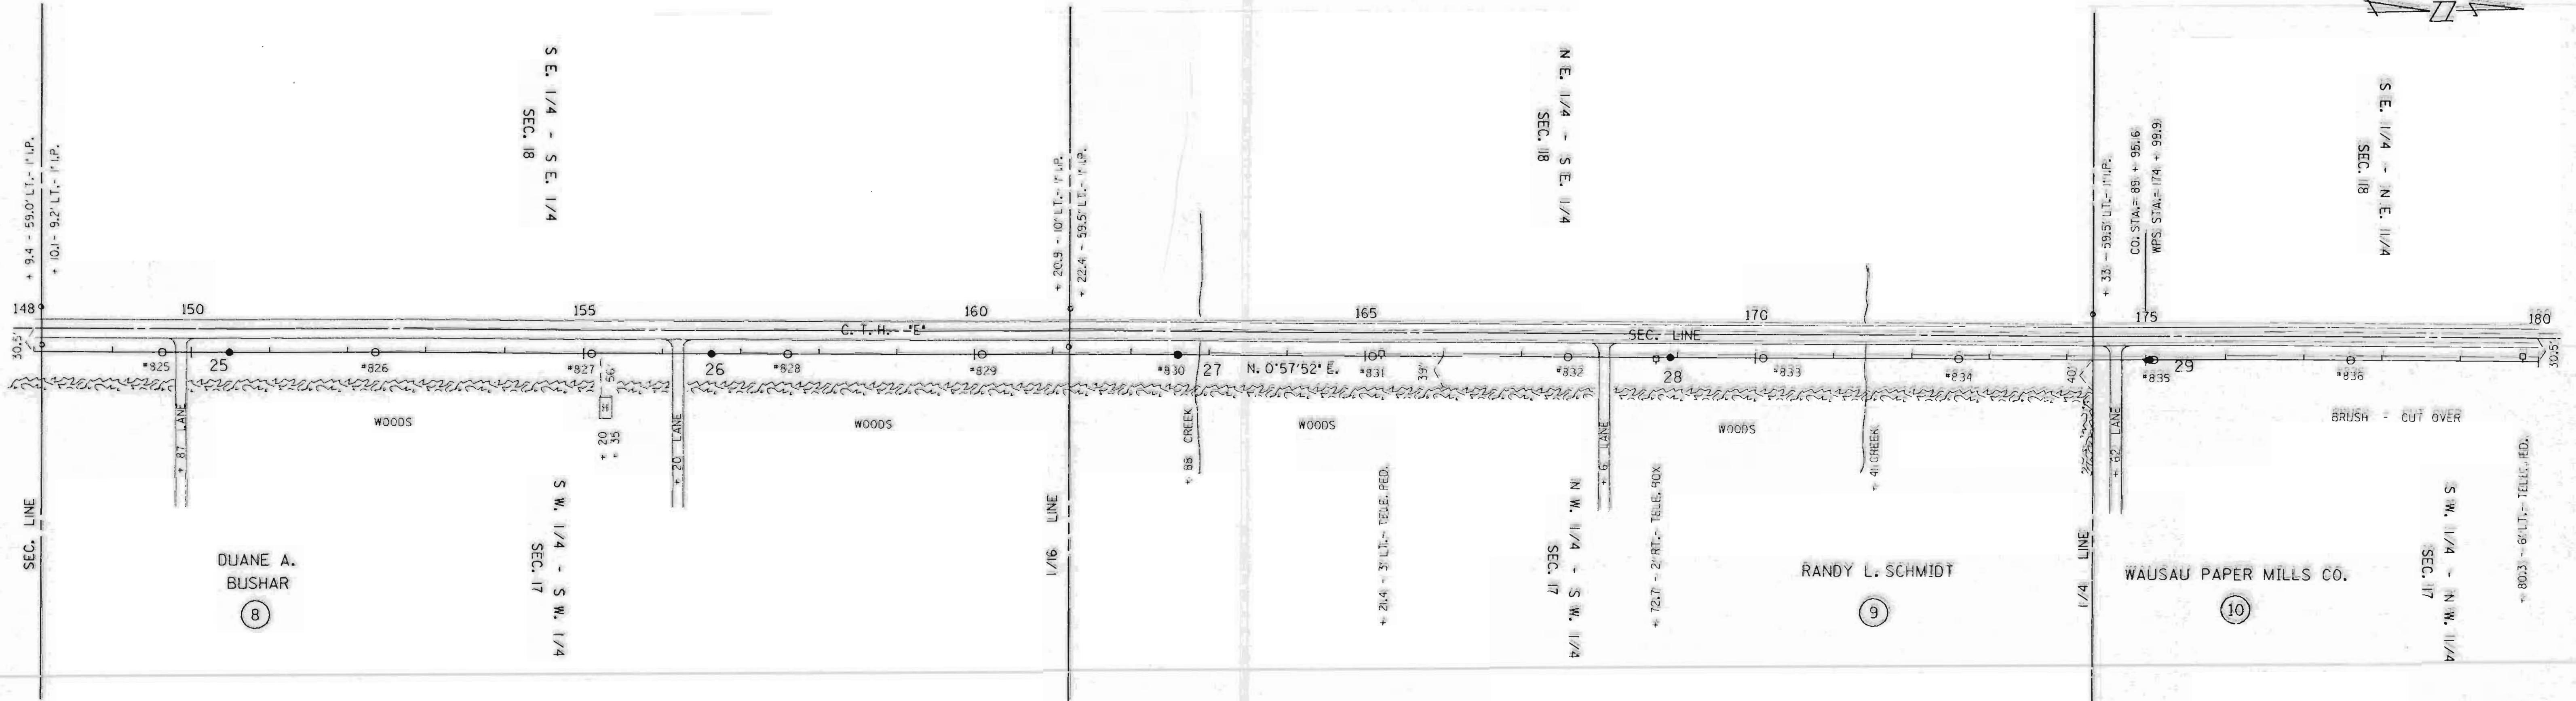 S E. 1/4 - S E. 1/4
SEC. 18
N E. 1/4 - S E. 1/4
SEC. 18
S E. 1/4 - N E. 1/4
SEC. 18
+ 9.4 - 59.0' LT.- 1" I.P.
+ 10.1 - 9.2' LT.- 1" I.P.
+ 20.9 - 10' LT.- 1" I.P.
+ 22.4 - 59.5' LT.- 1" I.P.
+ 33 - 59.5' LT.- 1" I.P.
CO. STA.= 89 + 95.16
WPS. STA.= 174 + 99.91
148
150
155
160
165
170
175
180
C. T. H. "E"
SEC. LINE
30.5'
30.5'
#825
25
#826
#827
26
#828
#829
#830
27
N. 0°57'52" E.
#831
39'
#832
28
#833
#834
40'
#835
29
#836
56'
H
+ 20
+ 35
+ 87 LANE
WOODS
+ 20 LANE
WOODS
+ 88 CREEK
WOODS
+ 6 LANE
WOODS
+ 41 CREEK
+ 62 LANE
BRUSH - CUT OVER
+ 21.4 - 3' LT.- TELE. PED.
+ 72.7 - 2' RT.- TELE. BOX
+ 80.3 - 6' LT.- TELE. PED.
SEC. LINE
1/16 LINE
1/4 LINE
S W. 1/4 - S W. 1/4
SEC. 17
N W. 1/4 - S W. 1/4
SEC. 17
S W. 1/4 - N W. 1/4
SEC. 17
DUANE A.
BUSHAR
8
RANDY L. SCHMIDT
9
WAUSAU PAPER MILLS CO.
10